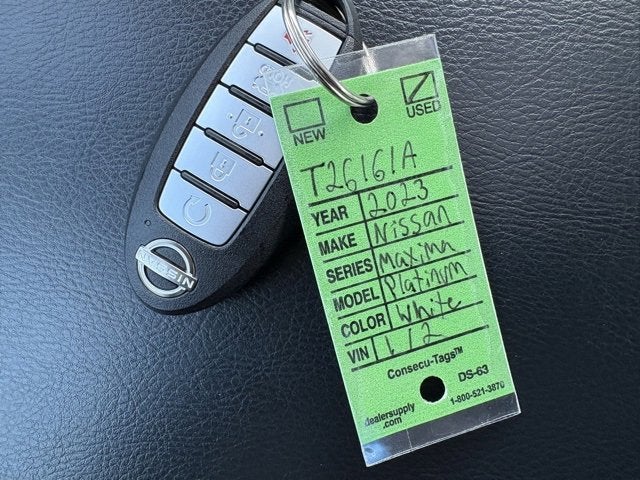 HOLD
NISSAN
NEW
USED
T26161A
YEAR 2023
MAKE Nissan
SERIES Maxima
MODEL Platinum
COLOR White
VIN 1/2
Consecu-Tags™
DS-63
dealersupply
.com
1-800-521-3870